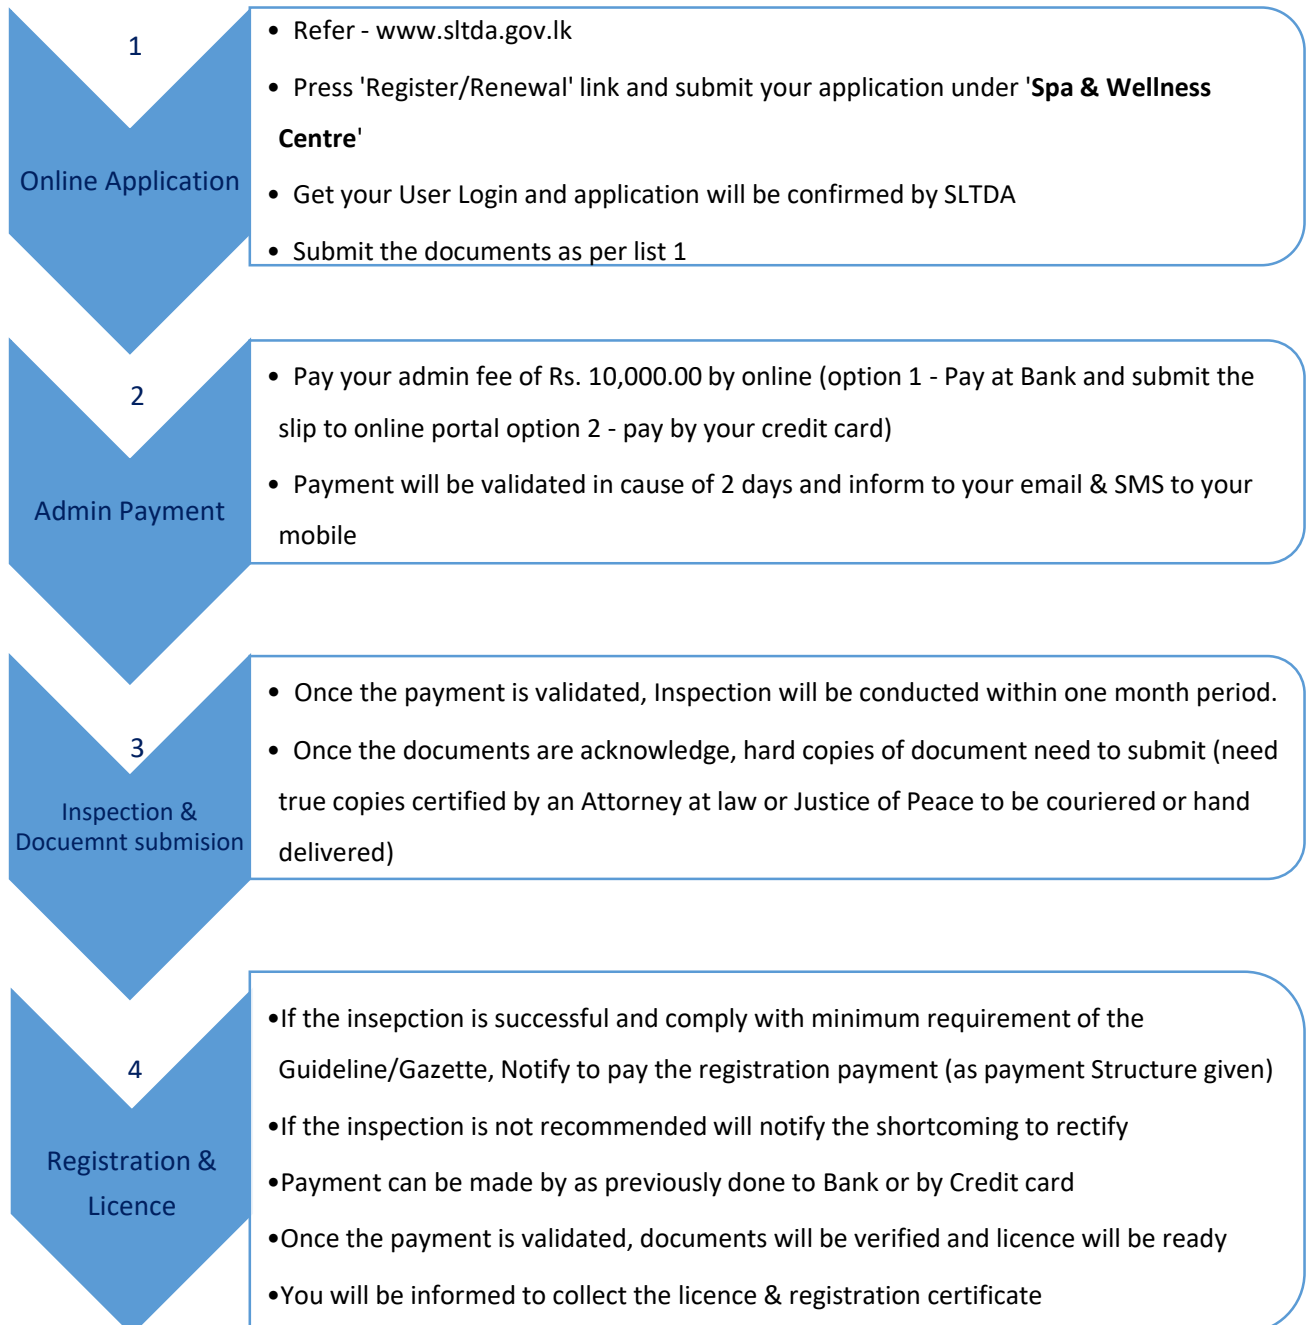 1
Online Application
• Refer - www.sltda.gov.lk
• Press 'Register/Renewal' link and submit your application under 'Spa & Wellness
Centre'
• Get your User Login and application will be confirmed by SLTDA
• Submit the documents as per list 1
2
Admin Payment
• Pay your admin fee of Rs. 10,000.00 by online (option 1 - Pay at Bank and submit the
slip to online portal option 2 - pay by your credit card)
• Payment will be validated in cause of 2 days and inform to your email & SMS to your
mobile
3
Inspection &
Docuemnt submision
• Once the payment is validated, Inspection will be conducted within one month period.
• Once the documents are acknowledge, hard copies of document need to submit (need
true copies certified by an Attorney at law or Justice of Peace to be couriered or hand
delivered)
4
Registration &
Licence
•If the insepction is successful and comply with minimum requirement of the
Guideline/Gazette, Notify to pay the registration payment (as payment Structure given)
•If the inspection is not recommended will notify the shortcoming to rectify
•Payment can be made by as previously done to Bank or by Credit card
•Once the payment is validated, documents will be verified and licence will be ready
•You will be informed to collect the licence & registration certificate